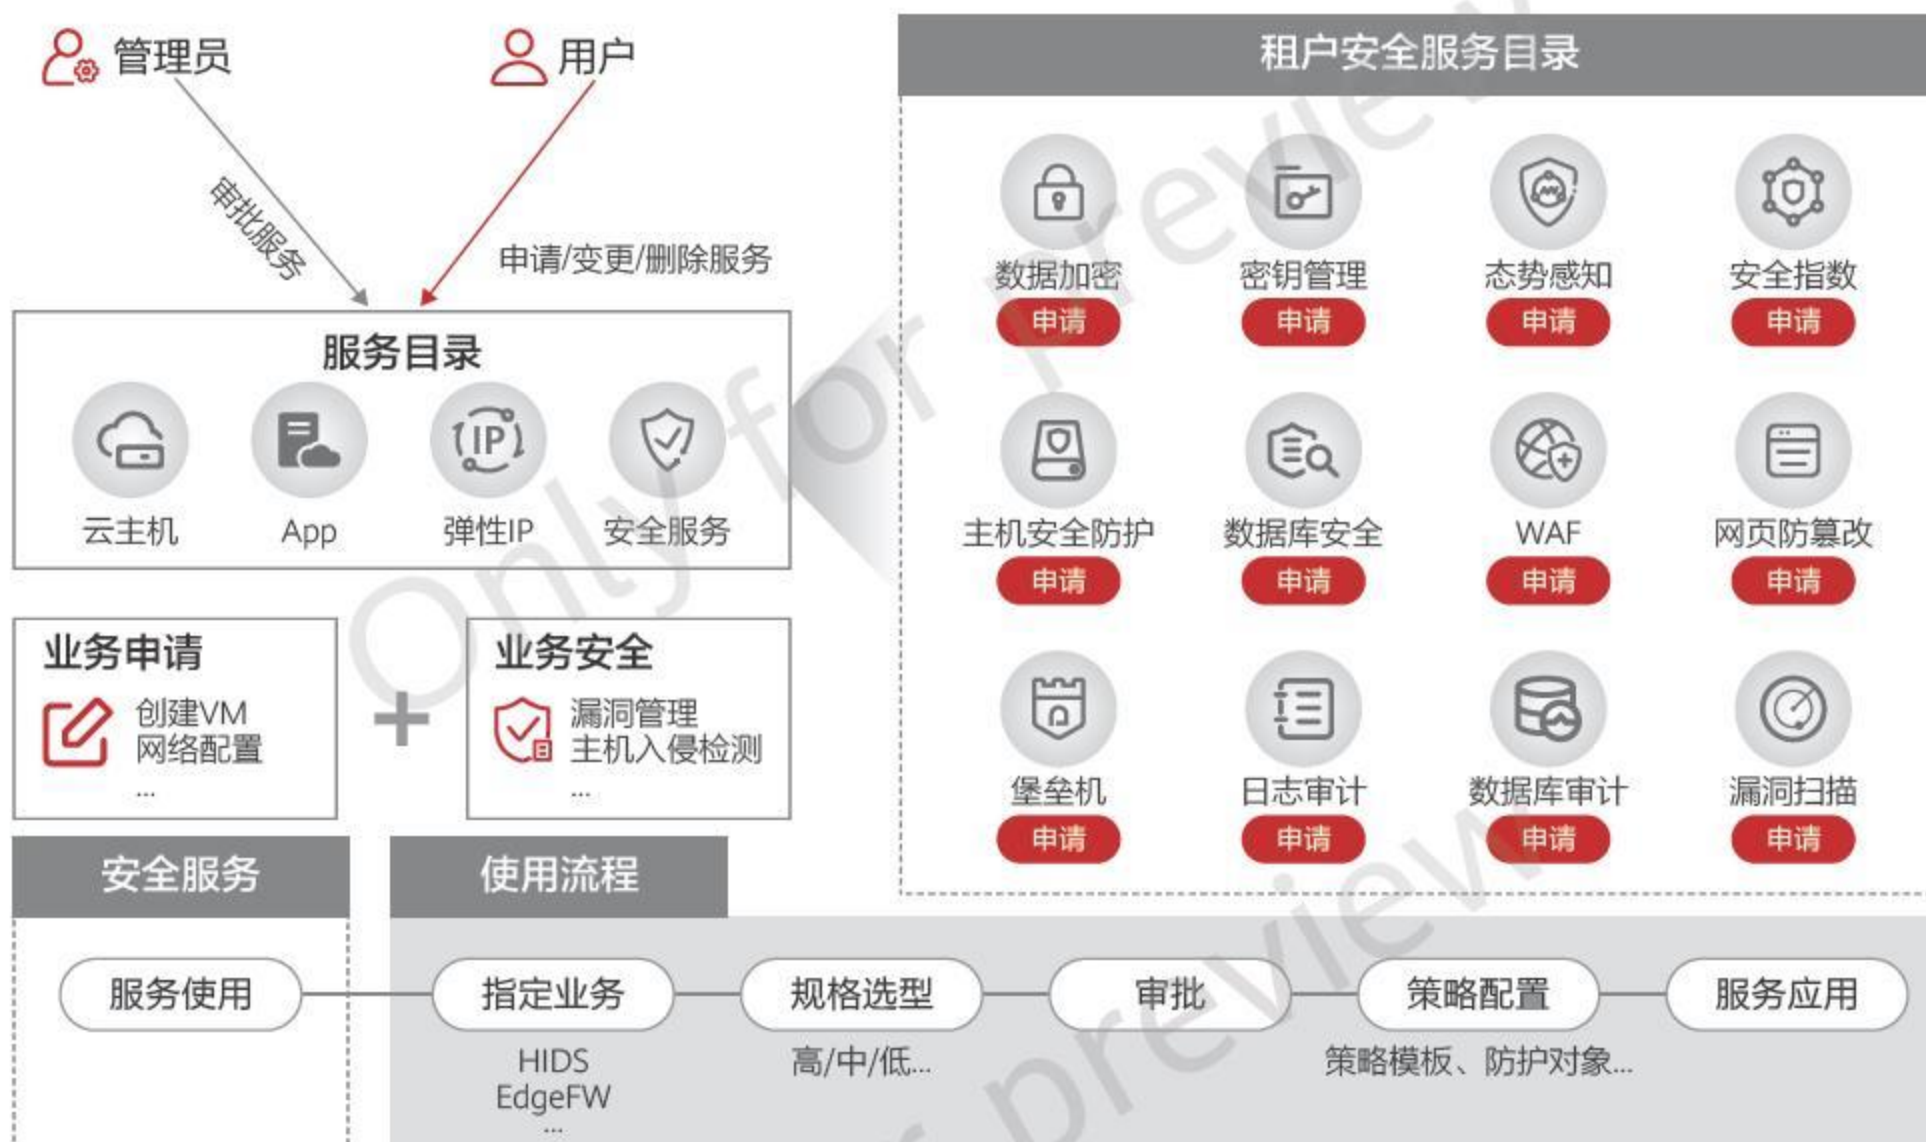 管理员
用户
审批服务
申请/变更/删除服务
服务目录
云主机
App
IP
弹性IP
安全服务
业务申请
创建VM
网络配置
...
+
业务安全
漏洞管理
主机入侵检测
...
租户安全服务目录
数据加密 密钥管理 态势感知 安全指数
申请 申请 申请 申请
主机安全防护 数据库安全 WAF 网页防篡改
申请 申请 申请 申请
堡垒机 日志审计 数据库审计 漏洞扫描
申请 申请 申请 申请
安全服务
使用流程
服务使用 指定业务 规格选型 审批 策略配置 服务应用
HIDS
EdgeFW
...
高/中/低...
策略模板、防护对象...
Only for preview
for preview